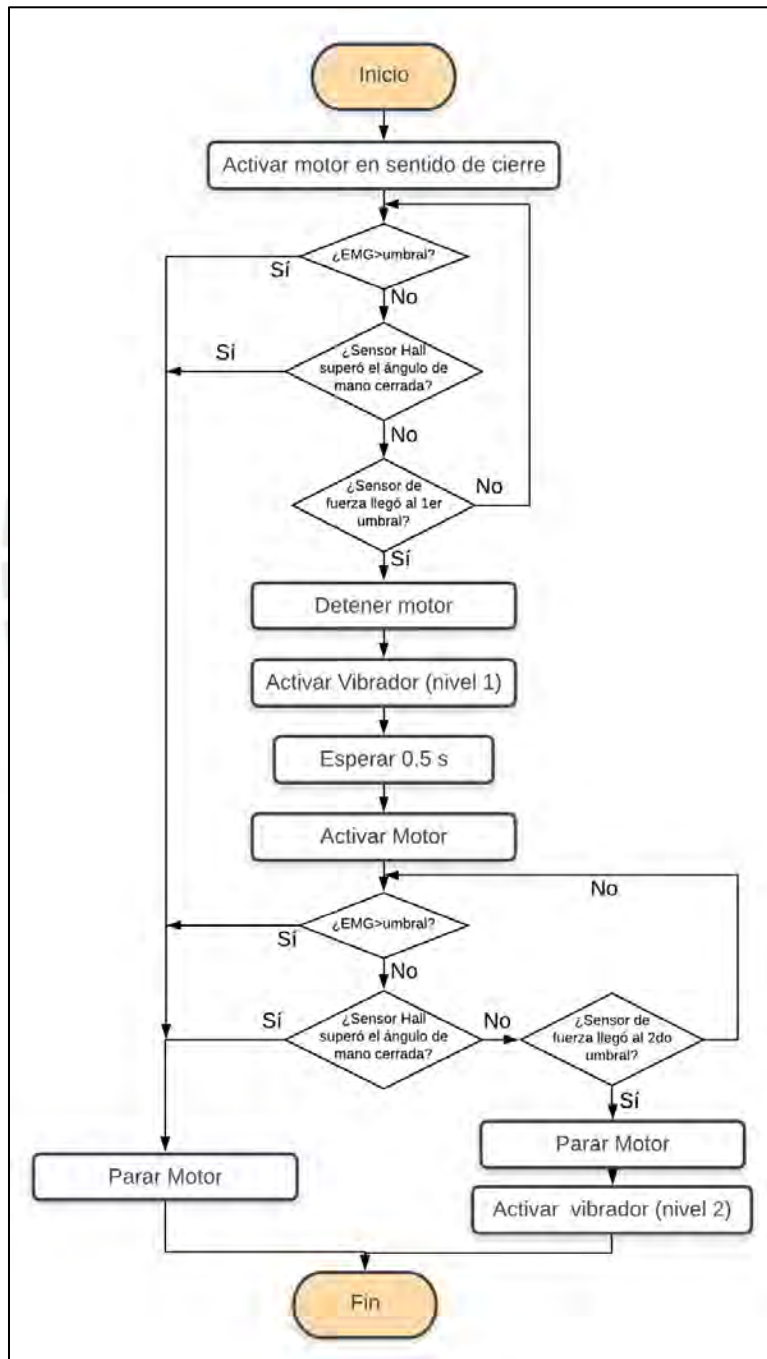 Inicio
Activar motor en sentido de cierre
¿EMG>umbral?
Sí
No
¿Sensor Hall
superó el ángulo de
mano cerrada?
Sí
No
¿Sensor de
fuerza llegó al 1er
umbral?
No
Sí
Detener motor
Activar Vibrador (nivel 1)
Esperar 0.5 s
Activar Motor
No
¿EMG>umbral?
Sí
No
¿Sensor Hall
superó el ángulo de
mano cerrada?
Sí
No
¿Sensor de
fuerza llegó al 2do
umbral?
Sí
Parar Motor
Parar Motor
Activar vibrador (nivel 2)
Fin